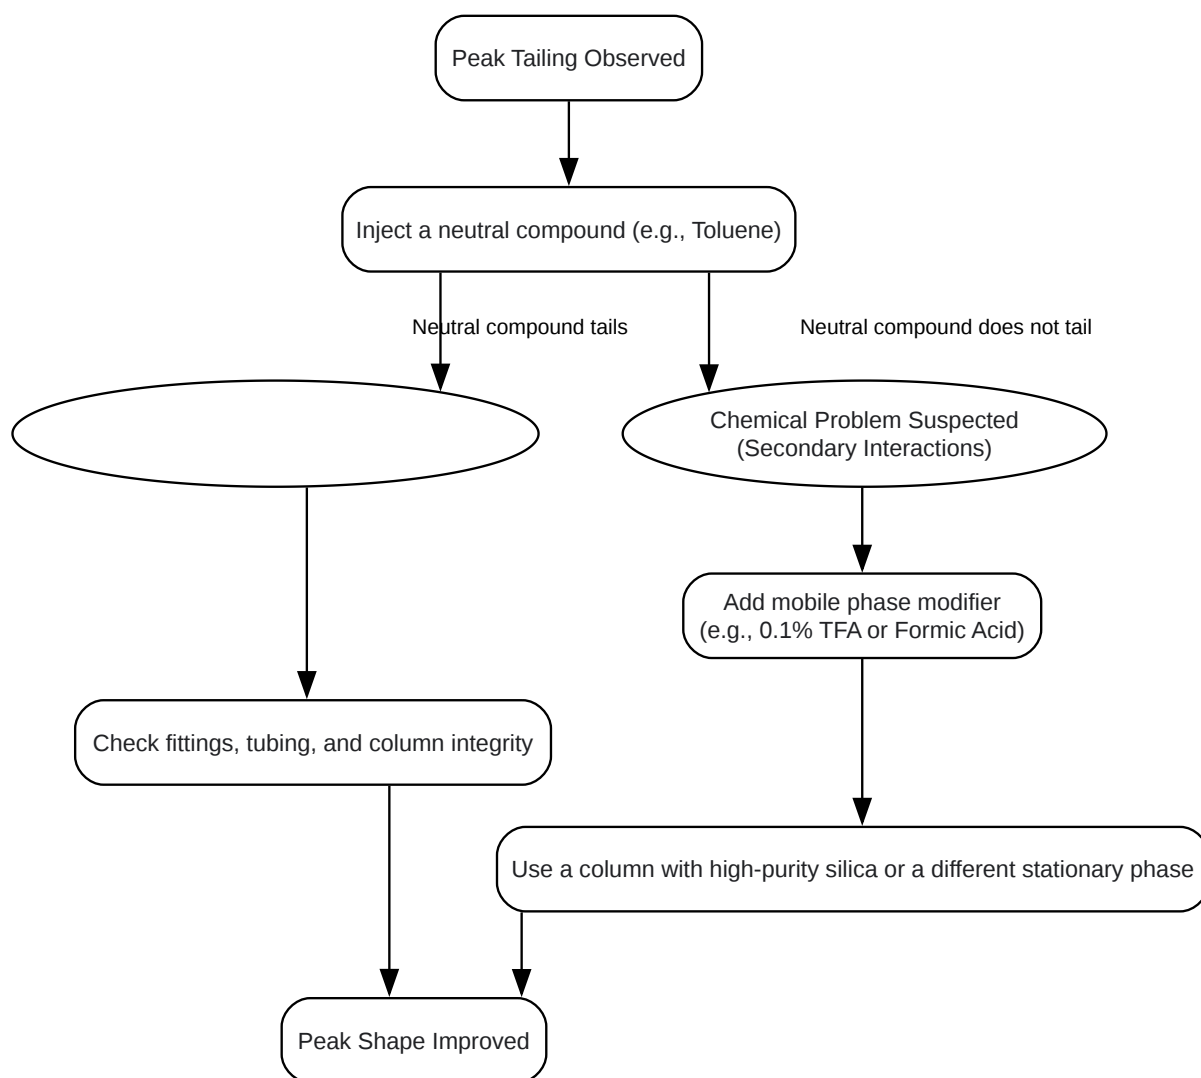 Peak Tailing Observed
Inject a neutral compound (e.g., Toluene)
Neutral compound tails
Neutral compound does not tail
Chemical Problem Suspected
(Secondary Interactions)
Add mobile phase modifier
(e.g., 0.1% TFA or Formic Acid)
Check fittings, tubing, and column integrity
Use a column with high-purity silica or a different stationary phase
Peak Shape Improved